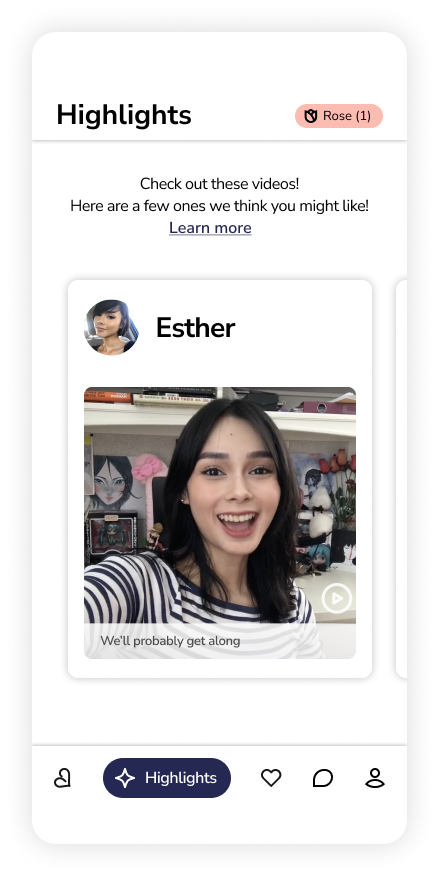 Highlights
Rose (1)
Check out these videos!
Here are a few ones we think you might like!
Learn more
Esther
We'll probably get along
Highlights